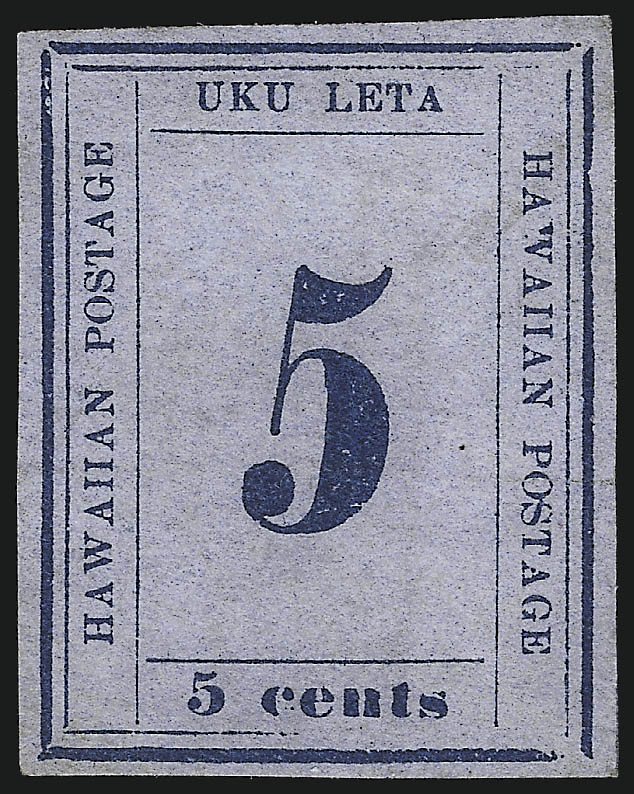 UKU LETA
HAWAIIAN POSTAGE
5
HAWAIIAN POSTAGE
5 cents